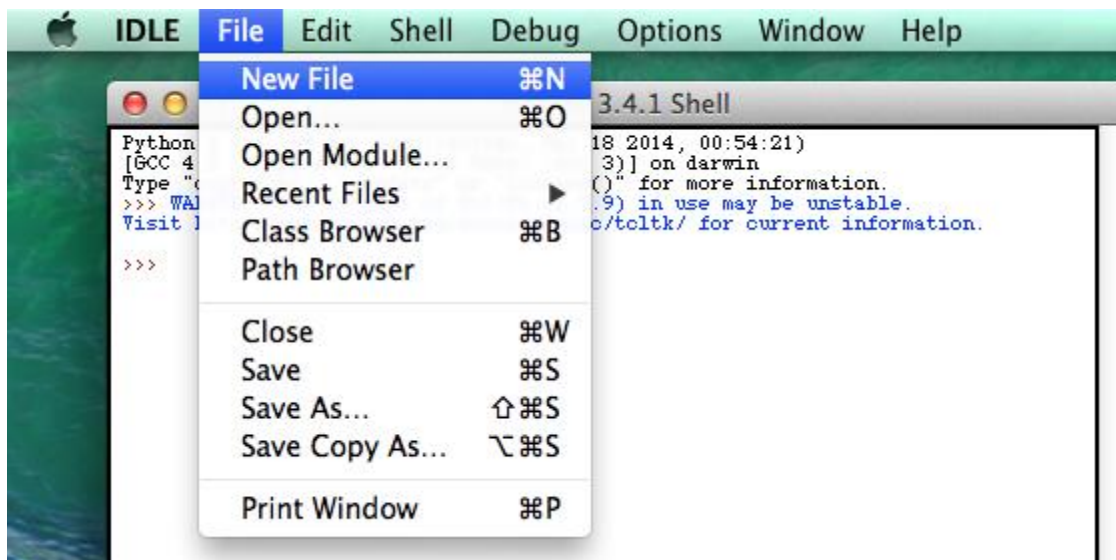 IDLE File Edit Shell Debug Options Window Help
3.4.1 Shell
New File ⌘N
Open... ⌘O
Open Module...
Recent Files ▶
Class Browser ⌘B
Path Browser
Close ⌘W
Save ⌘S
Save As... ⇧⌘S
Save Copy As... ⌥⌘S
Print Window ⌘P
Python 18 2014, 00:54:21)
[GCC 4 3)] on darwin
Type " ()" for more information.
>>> .9) in use may be unstable.
Visit /tcltk/ for current information.
>>>